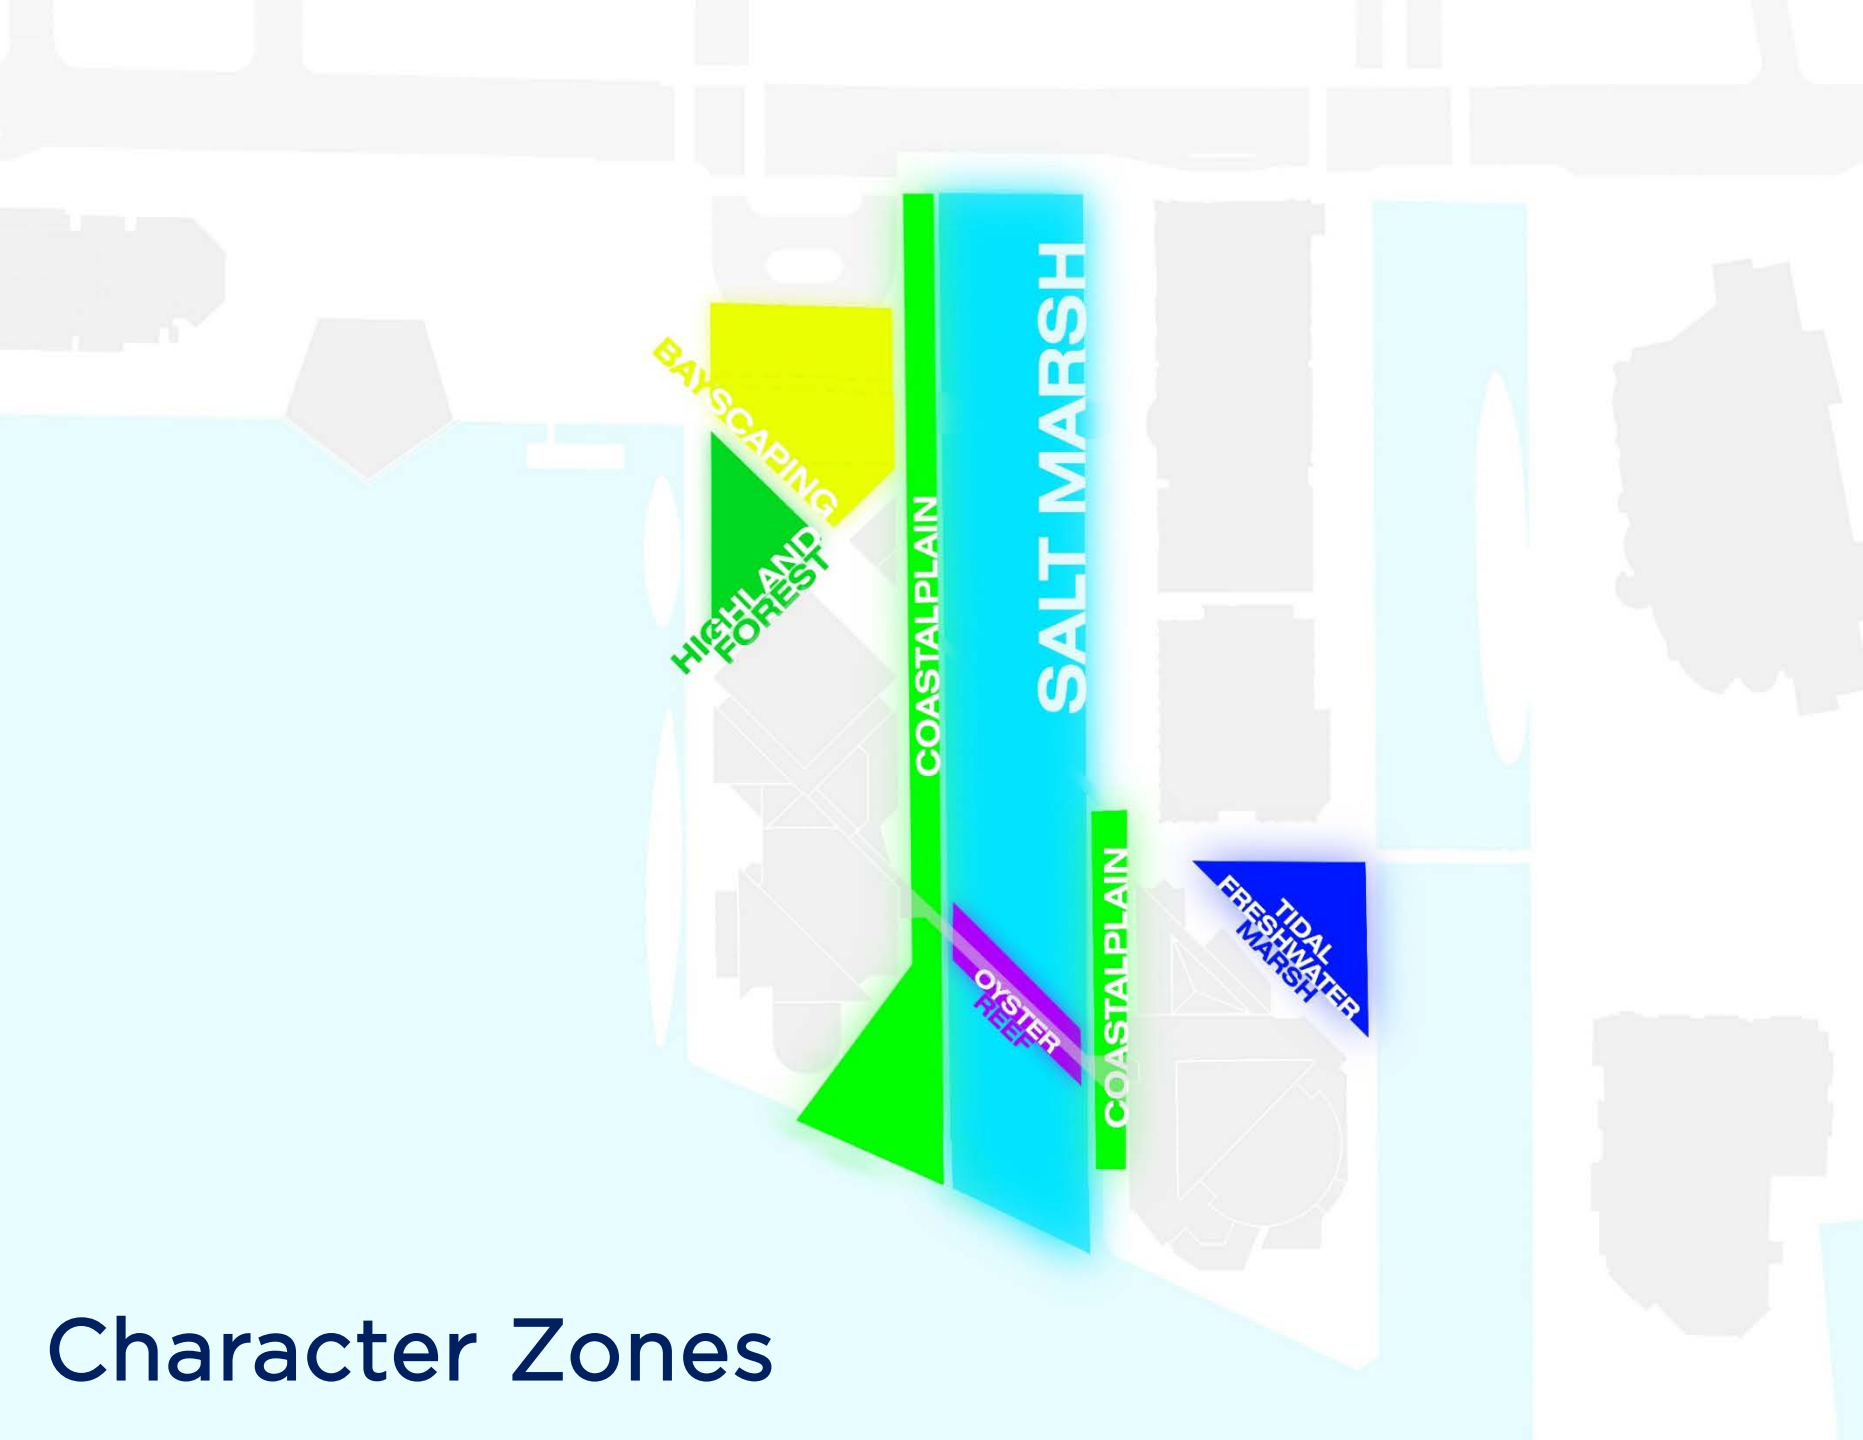 BAYSCAPING
HIGHLAND
FOREST
COASTALPLAIN
SALT MARSH
OYSTER
REEF
COASTALPLAIN
TIDAL
FRESHWATER
MARSH
Character Zones